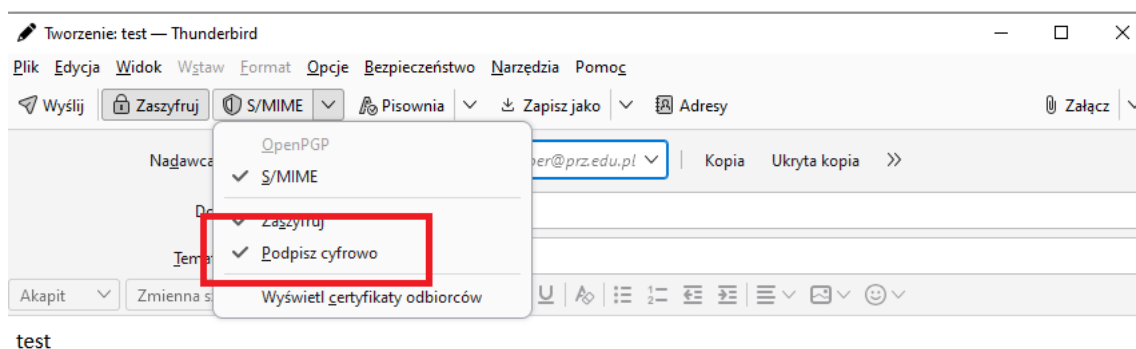 Tworzenie: test — Thunderbird
Plik Edycja Widok Wstaw Format Opcje Bezpieczeństwo Narzędzia Pomoc
Wyślij Zaszyfruj S/MIME Pisownia Zapisz jako Adresy Załącz
Nadawca @prz.edu.pl Kopia Ukryta kopia
OpenPGP
S/MIME
Zaszyfruj
Podpisz cyfrowo
Wyświetl certyfikaty odbiorców
Akapit Zmienna
test